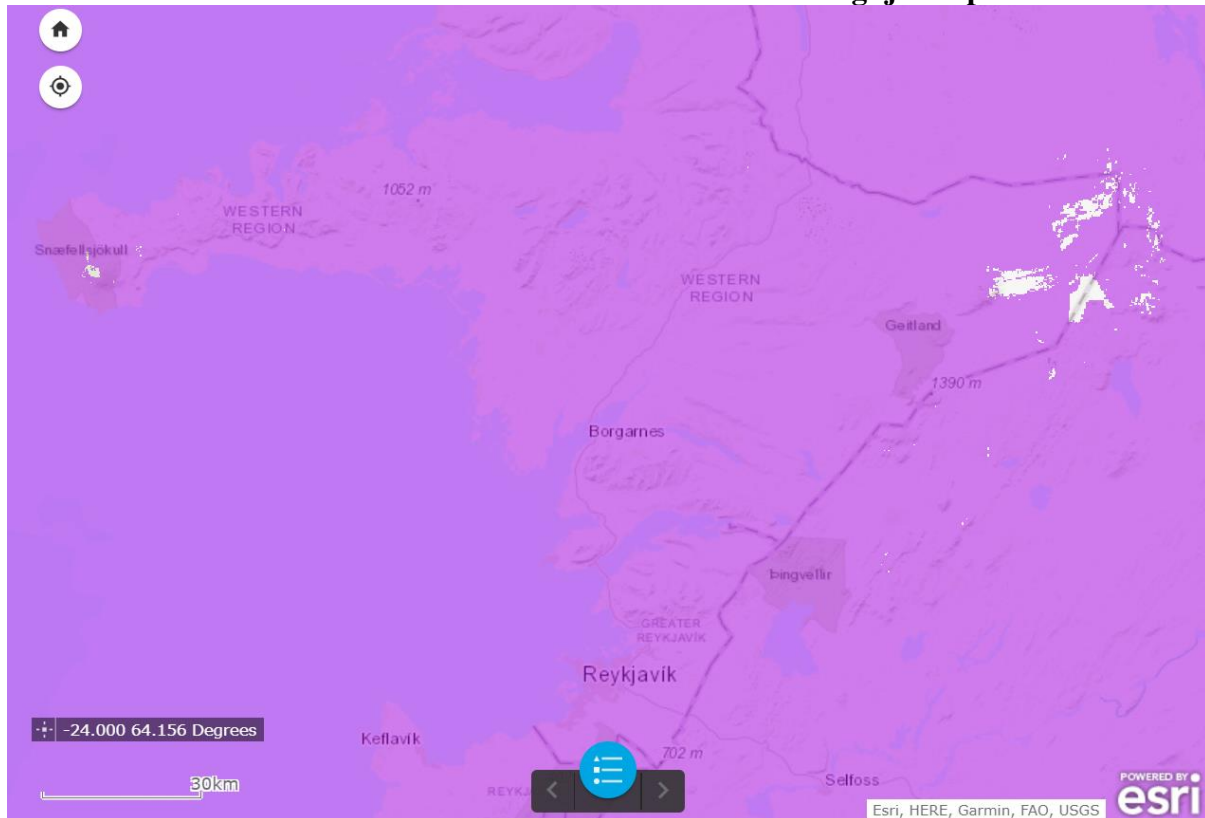 1052 m
WESTERN
REGION
Snæfellsjökull
WESTERN
REGION
Geitland
1390 m
Borgarnes
Þingvellir
GREATER
REYKJAVÍK
Reykjavík
-24.000 64.156 Degrees
Keflavík
702 m
30km
Selfoss
POWERED BY
esri
Esri, HERE, Garmin, FAO, USGS